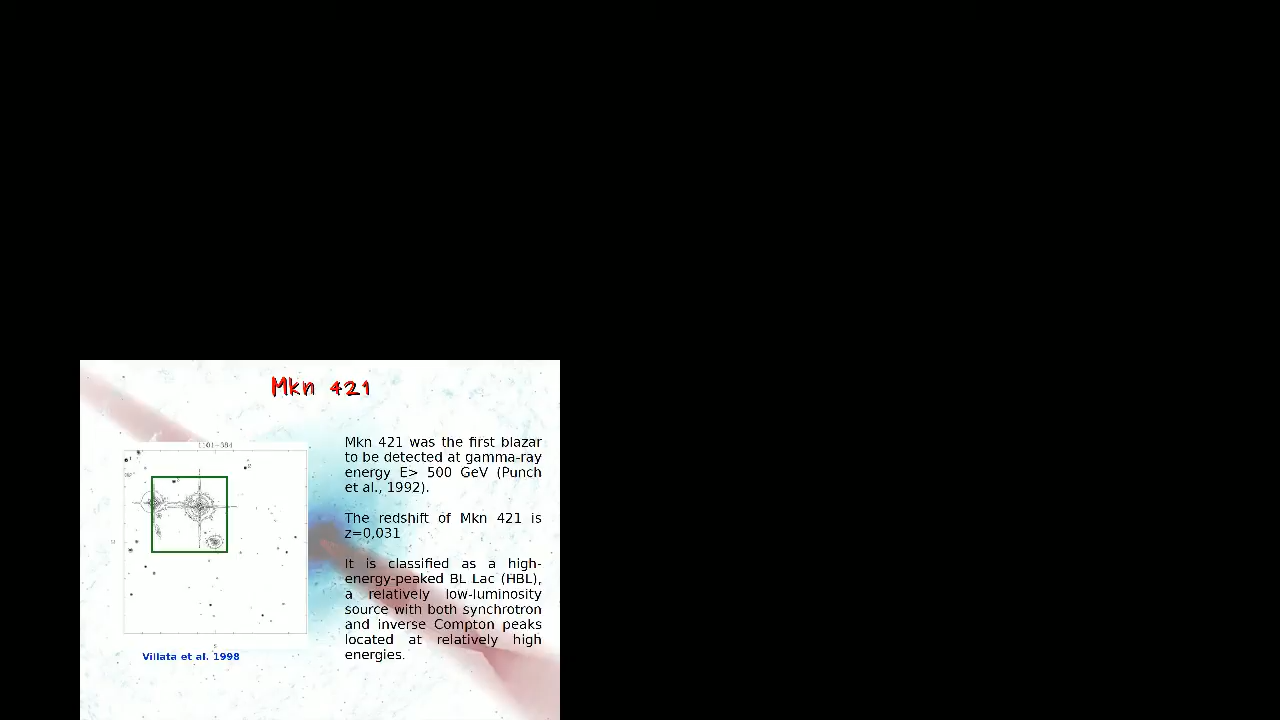 Mkn 421
Mkn 421 was the first blazar
to be detected at gamma-ray
energy E> 500 GeV (Punch
et al., 1992).
The redshift of Mkn 421 is
z=0,031
It is classified as a high-
energy-peaked BL Lac (HBL),
a relatively low-luminosity
source with both synchrotron
and inverse Compton peaks
located at relatively high
energies.
Villata et al. 1998